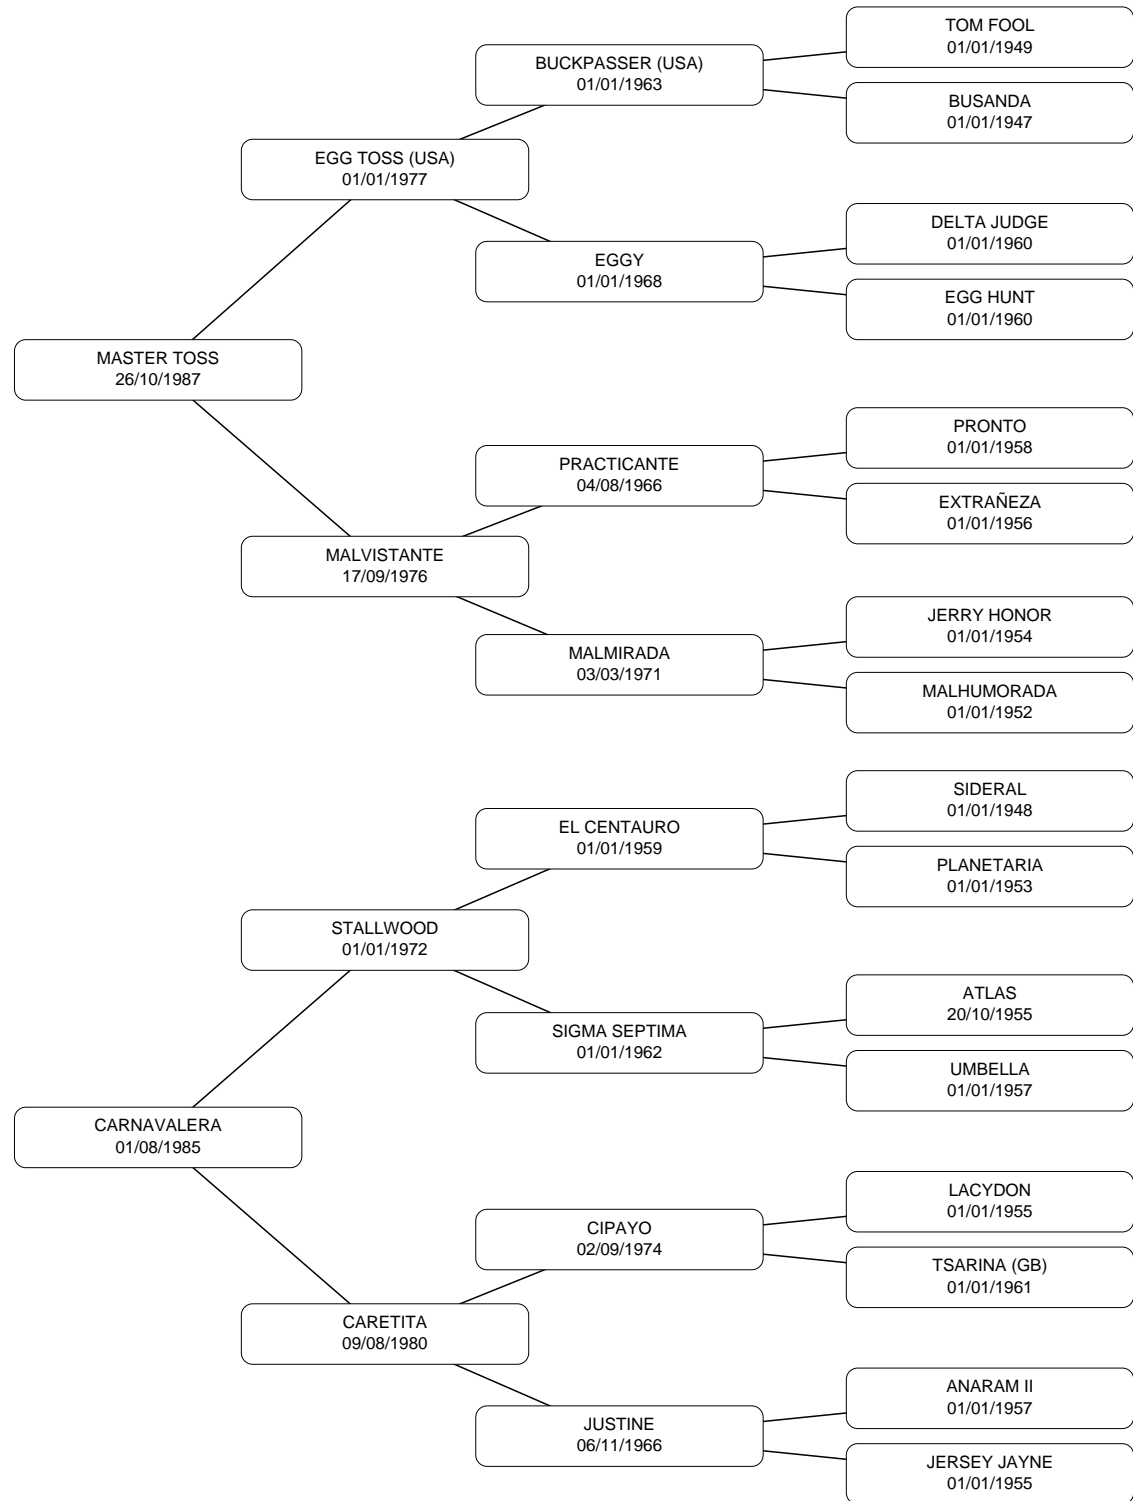 TOM FOOL
01/01/1949
BUCKPASSER (USA)
01/01/1963
BUSANDA
01/01/1947
EGG TOSS (USA)
01/01/1977
DELTA JUDGE
01/01/1960
EGGY
01/01/1968
EGG HUNT
01/01/1960
MASTER TOSS
26/10/1987
PRONTO
01/01/1958
PRACTICANTE
04/08/1966
EXTRAÑEZA
01/01/1956
MALVISTANTE
17/09/1976
JERRY HONOR
01/01/1954
MALMIRADA
03/03/1971
MALHUMORADA
01/01/1952
SIDERAL
01/01/1948
EL CENTAURO
01/01/1959
PLANETARIA
01/01/1953
STALLWOOD
01/01/1972
ATLAS
20/10/1955
SIGMA SEPTIMA
01/01/1962
UMBELLA
01/01/1957
CARNAVALERA
01/08/1985
LACYDON
01/01/1955
CIPAYO
02/09/1974
TSARINA (GB)
01/01/1961
CARETITA
09/08/1980
ANARAM II
01/01/1957
JUSTINE
06/11/1966
JERSEY JAYNE
01/01/1955